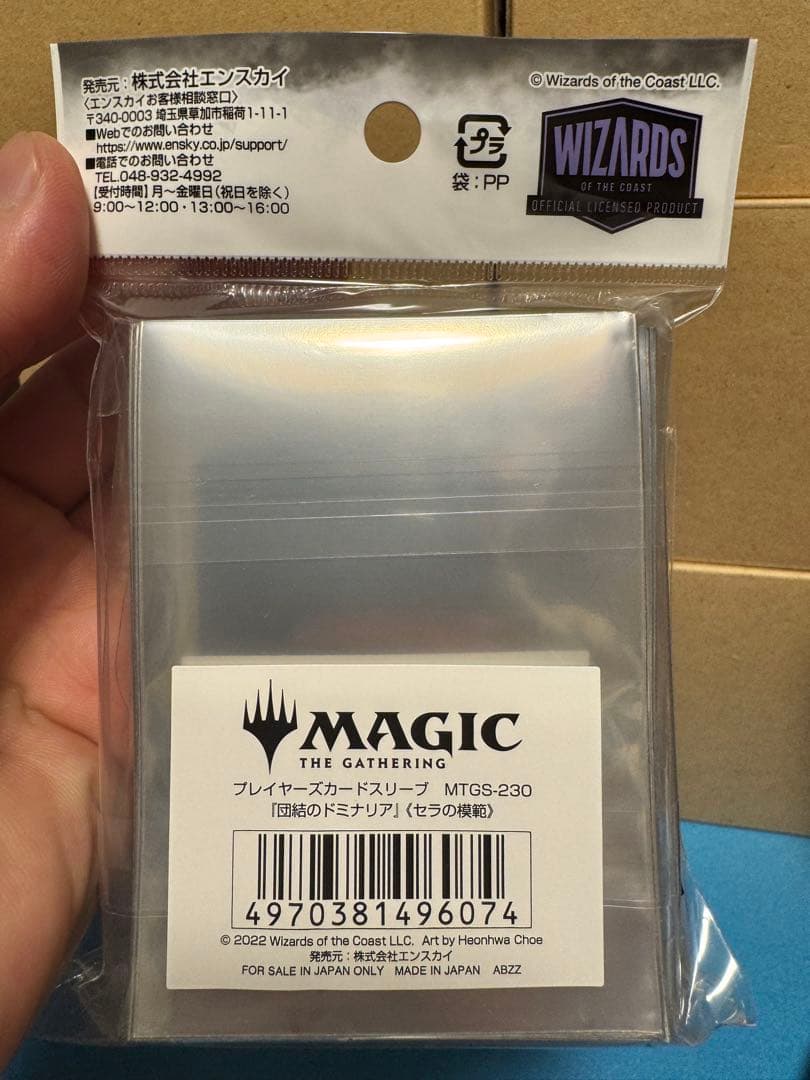 発売元：株式会社エンスカイ
〈エンスカイお客様相談窓口〉
〒340-0003 埼玉県草加市稲荷1-11-1
■Webでのお問い合わせ
https://www.ensky.co.jp/support/
■電話でのお問い合わせ
TEL.048-932-4992
【受付時間】月〜金曜日(祝日を除く)
9:00〜12:00・13:00〜16:00
プラ
袋：PP
© Wizards of the Coast LLC.
WIZARDS
OF THE COAST
OFFICIAL LICENSED PRODUCT
MAGIC
THE GATHERING
プレイヤーズカードスリーブ　MTGS-230
『団結のドミナリア』《セラの模範》
4970381496074
© 2022 Wizards of the Coast LLC. Art by Heonhwa Choe
発売元：株式会社エンスカイ
FOR SALE IN JAPAN ONLY MADE IN JAPAN ABZZ